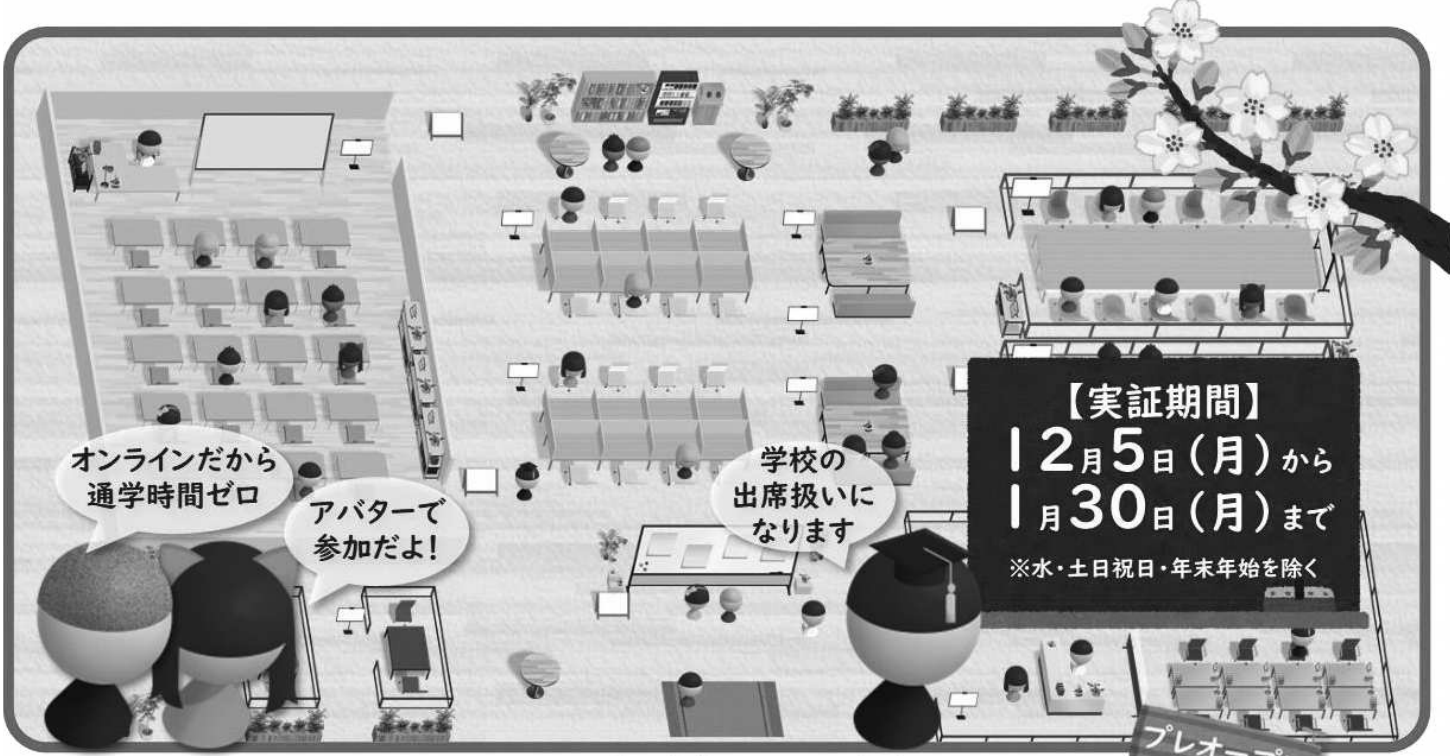 オンラインだから
通学時間ゼロ
アバターで
参加だよ!
学校の
出席扱いに
なります
【実証期間】
12月5日(月)から
1月30日(月)まで
※水・土日祝日・年末年始を除く
プレオープ